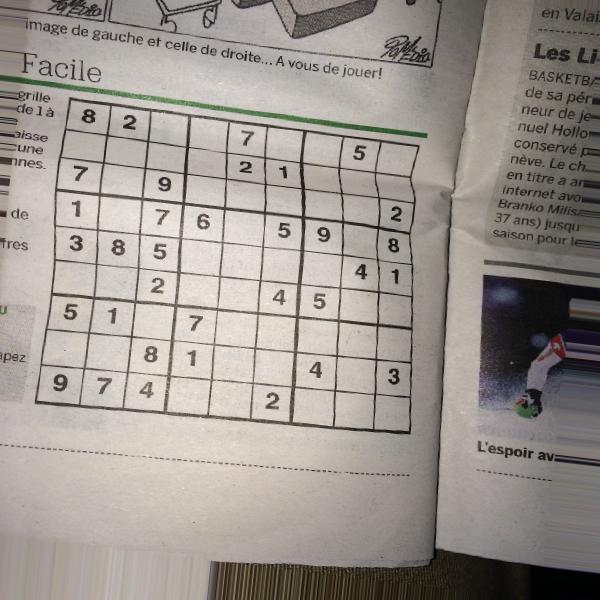 image de gauche et celle de droite... A vous de jouer!
Facile
grille
de 1 à
aisse
une
nnes.
de
fres
apez
8 2 7 5
2 1
7 9 2
1 7 6 5 9 8
3 8 5 4 1
2 4 5
5 1 7
8 1 4 3
9 7 4 2
en Valai
Les Li
BASKETBA
de sa pér
neur de je
nuel Hollo
conservé p
nève. Le ch
en titre a ar
internet avo
Branko Milis
37 ans) jusqu
saison pour le
L'espoir av